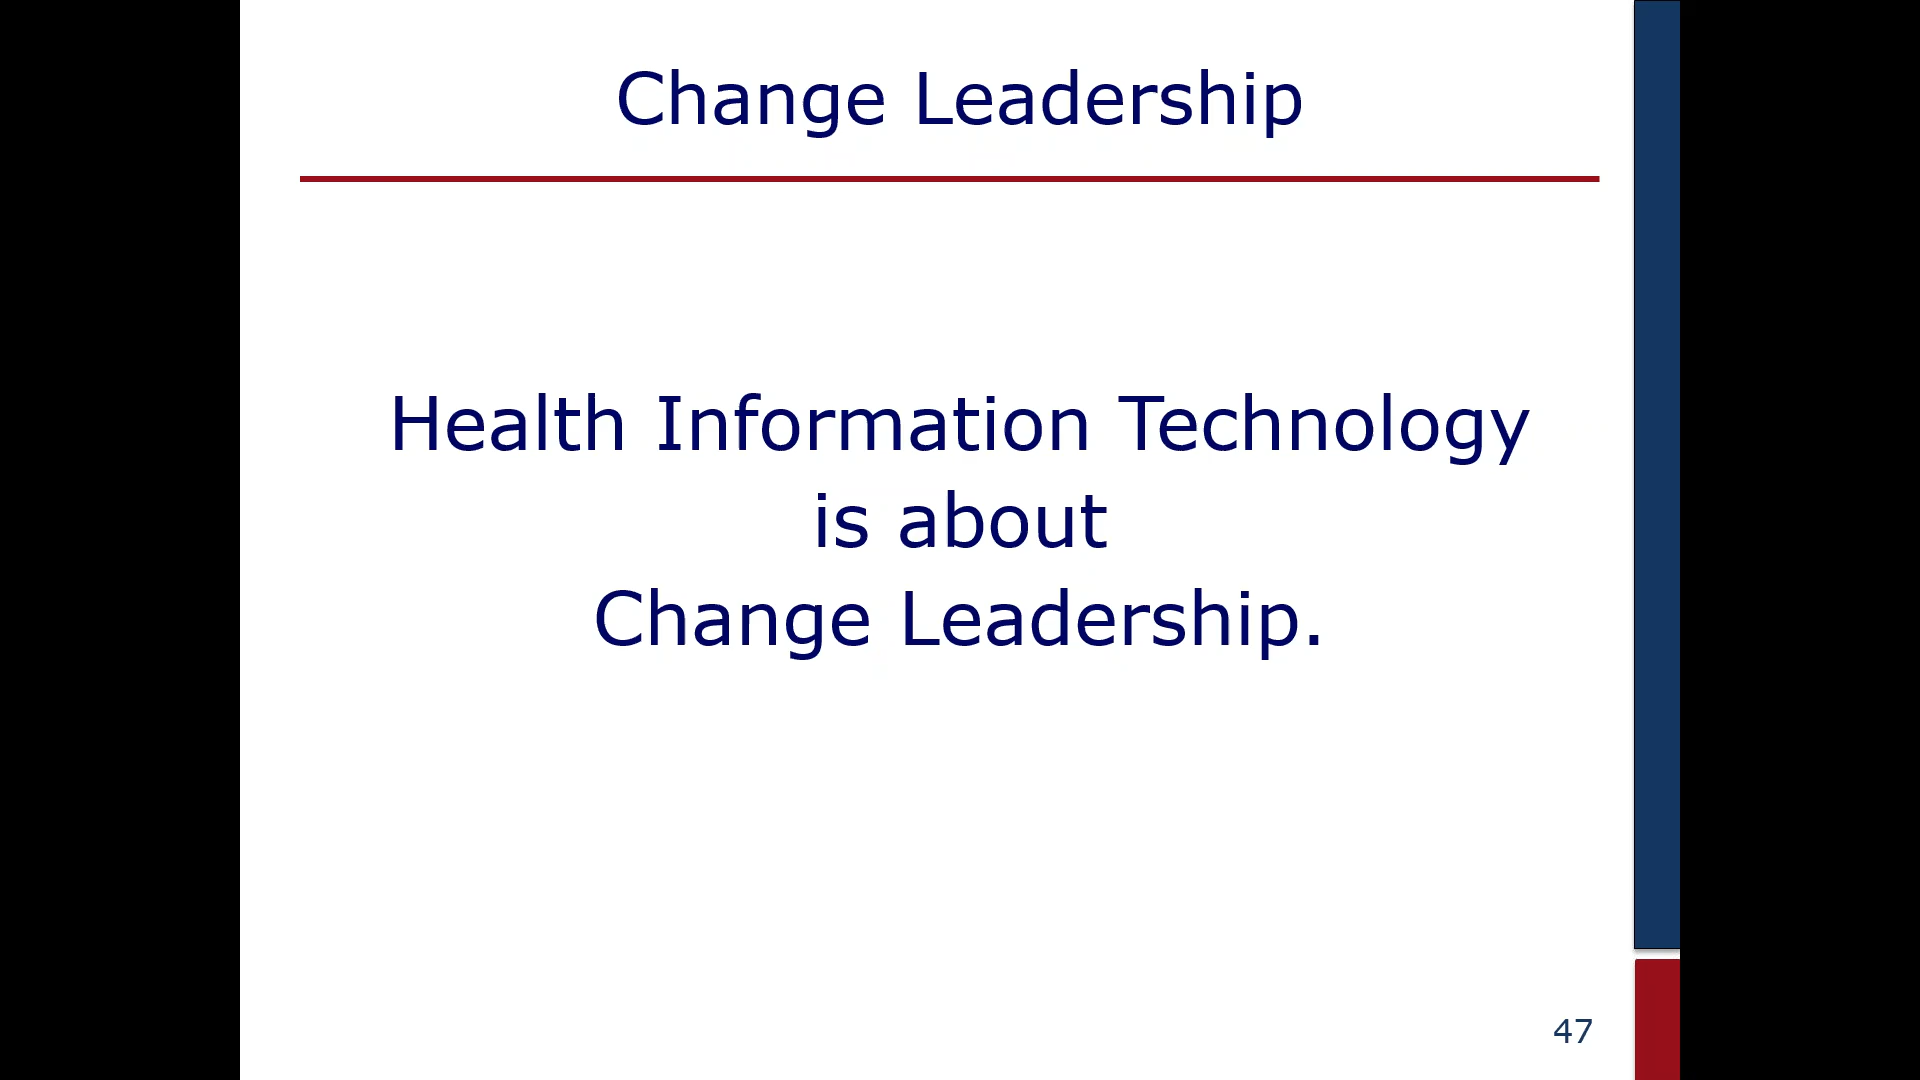 Change Leadership
Health Information Technology
is about
Change Leadership.
47